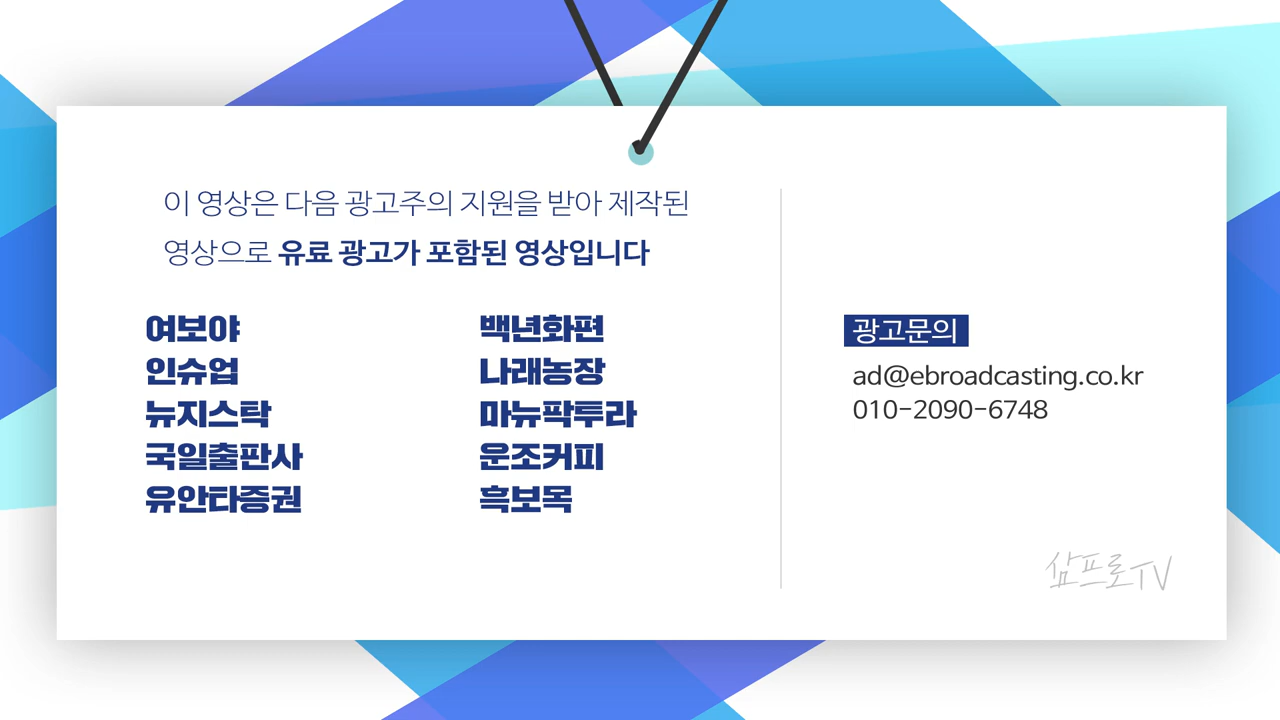 이 영상은 다음 광고주의 지원을 받아 제작된
영상으로 유료 광고가 포함된 영상입니다
여보야
인슈업
뉴지스탁
국일출판사
유안타증권
백년화편
나래농장
마뉴팍투라
운조커피
흑보목
광고문의
ad@ebroadcasting.co.kr
010-2090-6748
삼프로TV